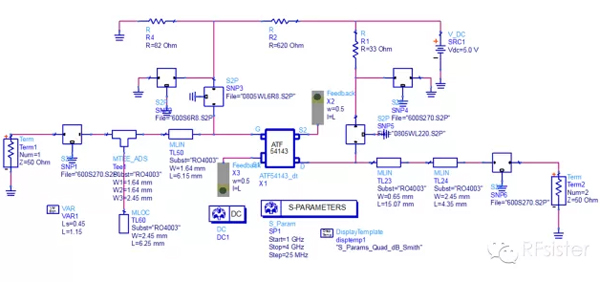 R
R4
R=82 Ohm
R
R2
R=620 Ohm
R
R1
R=33 Ohm
V_DC
SRC1
Vdc=5.0 V
S2P
SNP3
File="0805WL6R8.S2P"
File="600S6R8.S2P"
Feedback
X2
w=0.5
l=L
SNP4
File="600S270.S2P"
S2P
SNP5
"0805WL220.S2P"
Term
Term1
Num=1
Z=50 Ohm
SNP1
File="600S270.S2P"
MTEE_ADS
Tee1
Subst="RO4003"
W1=1.64 mm
W2=1.64 mm
W3=2.45 mm
MLIN
TL50
Subst="RO4003"
W=1.64 mm
L=5.15 mm
G
S2
ATF
54143
D
ATF54143_dt
X1
X3
w=0.5
l=L
MLIN
TL23
Subst="RO4003"
W=0.65 mm
L=15.07 mm
MLIN
TL24
Subst="RO4003"
W=2.45 mm
L=4.35 mm
File="600S270.S2P"
Term
Term2
Num=2
Z=50 Ohm
VAR
VAR1
Ls=0.45
L=1.15
MLOC
TL60
Subst="RO4003"
W=2.45 mm
L=6.25 mm
DC
DC
DC1
S-PARAMETERS
S_Param
SP1
Start=1 GHz
Stop=4 GHz
Step=25 MHz
DisplayTemplate
disptemp1
"S_Params_Quad_dB_Smith"
RFsister